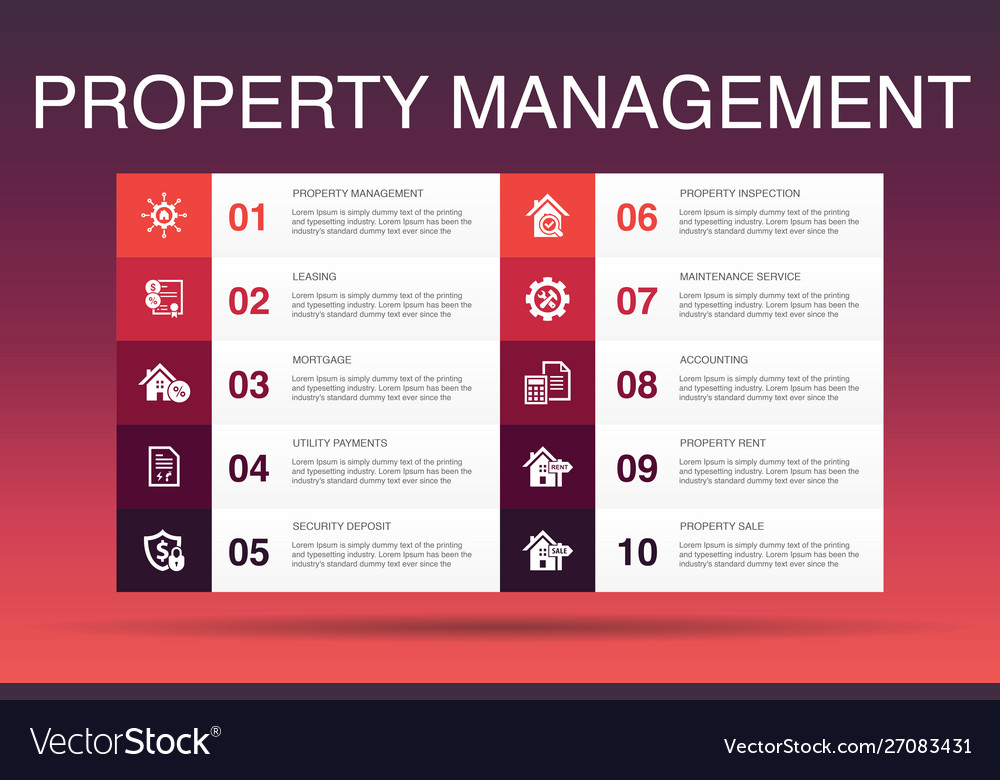 PROPERTY MANAGEMENT
01
PROPERTY MANAGEMENT
Lorem Ipsum is simply dummy text of the printing
and typesetting industry. Lorem Ipsum has been the
industry's standard dummy text ever since the
$
%
02
LEASING
Lorem Ipsum is simply dummy text of the printing
and typesetting industry. Lorem Ipsum has been the
industry's standard dummy text ever since the
%
03
MORTGAGE
Lorem Ipsum is simply dummy text of the printing
and typesetting industry. Lorem Ipsum has been the
industry's standard dummy text ever since the
04
UTILITY PAYMENTS
Lorem Ipsum is simply dummy text of the printing
and typesetting industry. Lorem Ipsum has been the
industry's standard dummy text ever since the
$
05
SECURITY DEPOSIT
Lorem Ipsum is simply dummy text of the printing
and typesetting industry. Lorem Ipsum has been the
industry's standard dummy text ever since the
06
PROPERTY INSPECTION
Lorem Ipsum is simply dummy text of the printing
and typesetting industry. Lorem Ipsum has been the
industry's standard dummy text ever since the
07
MAINTENANCE SERVICE
Lorem Ipsum is simply dummy text of the printing
and typesetting industry. Lorem Ipsum has been the
industry's standard dummy text ever since the
08
ACCOUNTING
Lorem Ipsum is simply dummy text of the printing
and typesetting industry. Lorem Ipsum has been the
industry's standard dummy text ever since the
RENT
09
PROPERTY RENT
Lorem Ipsum is simply dummy text of the printing
and typesetting industry. Lorem Ipsum has been the
industry's standard dummy text ever since the
SALE
10
PROPERTY SALE
Lorem Ipsum is simply dummy text of the printing
and typesetting industry. Lorem Ipsum has been the
industry's standard dummy text ever since the
VectorStock®
VectorStock.com/27083431